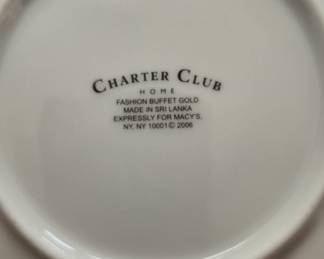 CHARTER CLUB
HOME
FASHION BUFFET GOLD
MADE IN SRI LANKA
EXPRESSLY FOR MACY'S.
NY, NY 10001 © 2006